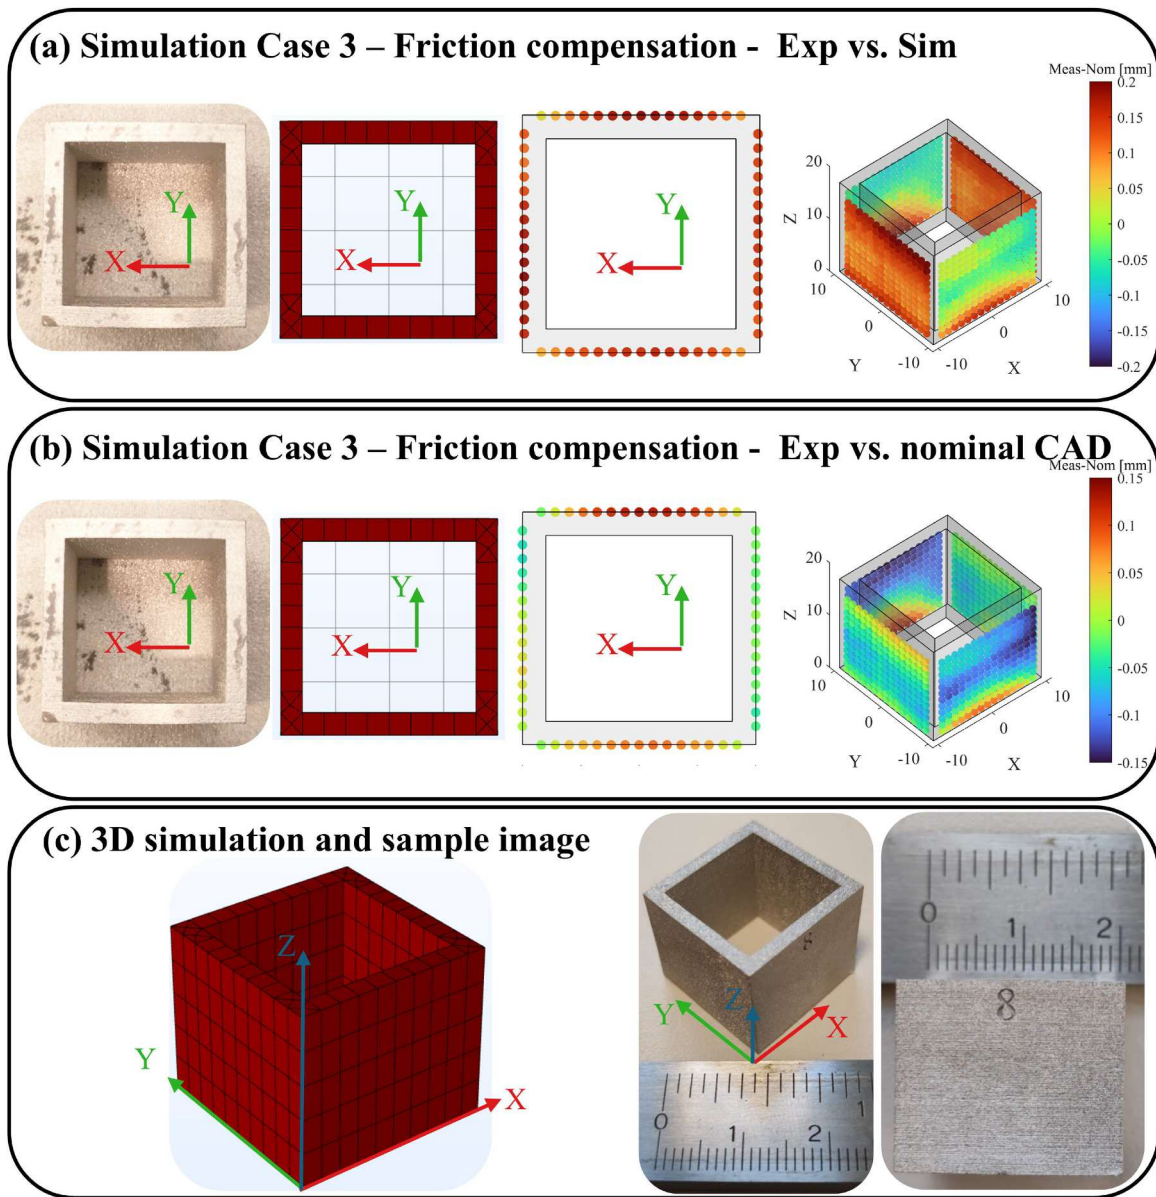 (a) Simulation Case 3 – Friction compensation - Exp vs. Sim
Meas-Nom [mm]
Y
X
Y
X
Y
X
20
10
0
Z
10
0
-10
Y
-10
0
10
X
0.2
0.15
0.1
0.05
0
-0.05
-0.1
-0.15
-0.2
(b) Simulation Case 3 – Friction compensation - Exp vs. nominal CAD
Meas-Nom [mm]
Y
X
Y
X
Y
X
20
10
0
Z
10
0
-10
Y
-10
0
10
X
0.15
0.1
0.05
0
-0.05
-0.1
-0.15
(c) 3D simulation and sample image
Z
Y
X
8
Y
Z
X
0 1 2
1
0 1 2
8